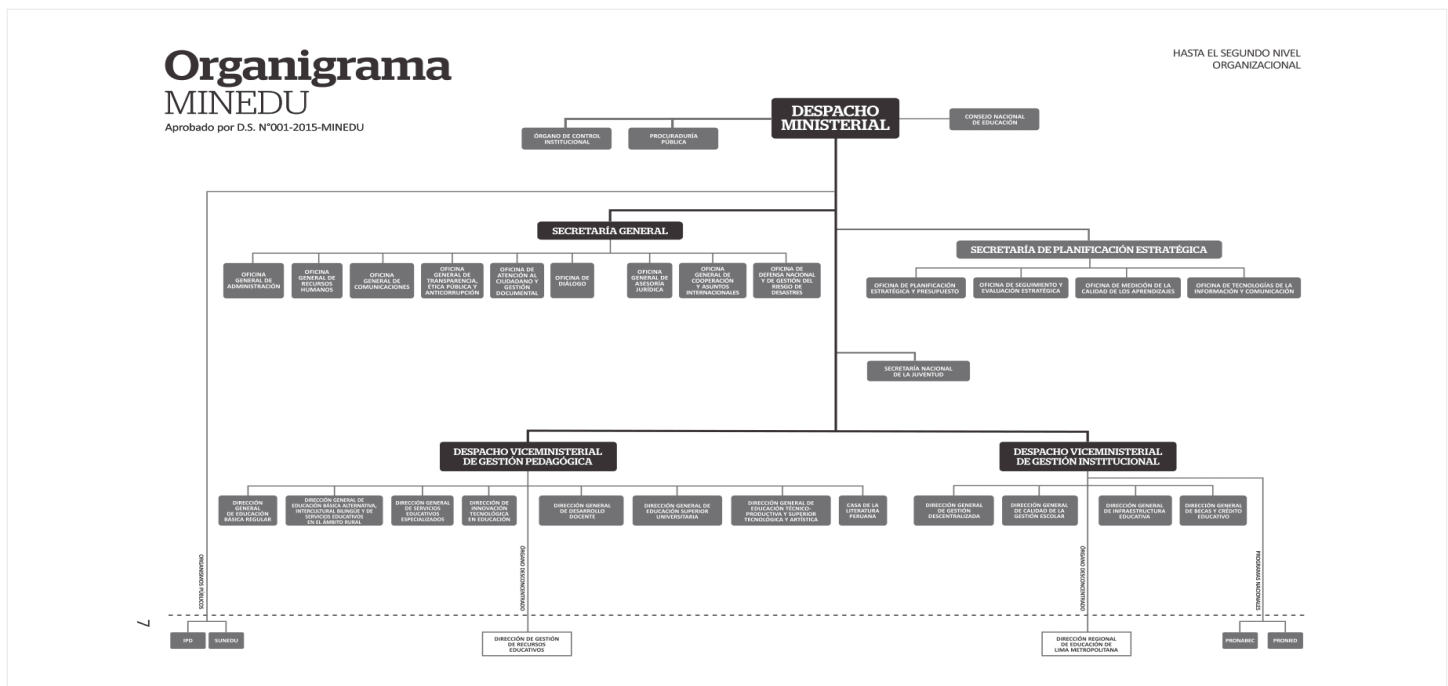 Organigrama
MINEDU
Aprobado por D.S. N°001-2015-MINEDU
HASTA EL SEGUNDO NIVEL
ORGANIZACIONAL
DESPACHO
MINISTERIAL
CONSEJO NACIONAL
DE EDUCACIÓN
ÓRGANO DE CONTROL
INSTITUCIONAL
PROCURADURÍA
PÚBLICA
SECRETARÍA GENERAL
SECRETARÍA DE PLANIFICACIÓN ESTRATÉGICA
OFICINA
GENERAL DE
ADMINISTRACIÓN
OFICINA
GENERAL DE
RECURSOS
HUMANOS
OFICINA
GENERAL DE
COMUNICACIONES
OFICINA
GENERAL DE
TRANSPARENCIA,
ÉTICA PÚBLICA Y
ANTICORRUPCIÓN
OFICINA DE
ATENCIÓN AL
CIUDADANO Y
GESTIÓN
DOCUMENTAL
OFICINA DE
DIÁLOGO
OFICINA
GENERAL DE
ASESORÍA
JURÍDICA
OFICINA
GENERAL DE
COOPERACIÓN
Y ASUNTOS
INTERNACIONALES
OFICINA DE
DEFENSA NACIONAL
Y DE GESTIÓN DEL
RIESGO DE
DESASTRES
OFICINA DE PLANIFICACIÓN
ESTRATÉGICA Y PRESUPUESTO
OFICINA DE SEGUIMIENTO Y
EVALUACIÓN ESTRATÉGICA
OFICINA DE MEDICIÓN DE LA
CALIDAD DE LOS APRENDIZAJES
OFICINA DE TECNOLOGÍAS DE LA
INFORMACIÓN Y COMUNICACIÓN
SECRETARÍA NACIONAL
DE LA JUVENTUD
DESPACHO VICEMINISTERIAL
DE GESTIÓN PEDAGÓGICA
DESPACHO VICEMINISTERIAL
DE GESTIÓN INSTITUCIONAL
DIRECCIÓN
GENERAL
DE EDUCACIÓN
BÁSICA REGULAR
DIRECCIÓN GENERAL DE
EDUCACIÓN BÁSICA ALTERNATIVA,
INTERCULTURAL BILINGÜE Y DE
SERVICIOS EDUCATIVOS
EN EL ÁMBITO RURAL
DIRECCIÓN GENERAL
DE SERVICIOS
EDUCATIVOS
ESPECIALIZADOS
DIRECCIÓN DE
INNOVACIÓN
TECNOLÓGICA
EN EDUCACIÓN
DIRECCIÓN GENERAL
DE DESARROLLO
DOCENTE
DIRECCIÓN GENERAL DE
EDUCACIÓN SUPERIOR
UNIVERSITARIA
DIRECCIÓN GENERAL DE
EDUCACIÓN TÉCNICO-
PRODUCTIVA Y SUPERIOR
TECNOLÓGICA Y ARTÍSTICA
CASA DE LA
LITERATURA
PERUANA
DIRECCIÓN GENERAL
DE GESTIÓN
DESCENTRALIZADA
DIRECCIÓN GENERAL
DE CALIDAD DE LA
GESTIÓN ESCOLAR
DIRECCIÓN GENERAL
DE INFRAESTRUCTURA
EDUCATIVA
DIRECCIÓN GENERAL
DE BECAS Y CRÉDITO
EDUCATIVO
ORGANISMOS PÚBLICOS
ÓRGANO DESCONCENTRADO
ÓRGANO DESCONCENTRADO
PROGRAMAS NACIONALES
7
IPD
SUNEDU
DIRECCIÓN DE GESTIÓN
DE RECURSOS
EDUCATIVOS
DIRECCIÓN REGIONAL
DE EDUCACIÓN DE
LIMA METROPOLITANA
PRONABEC
PRONIED